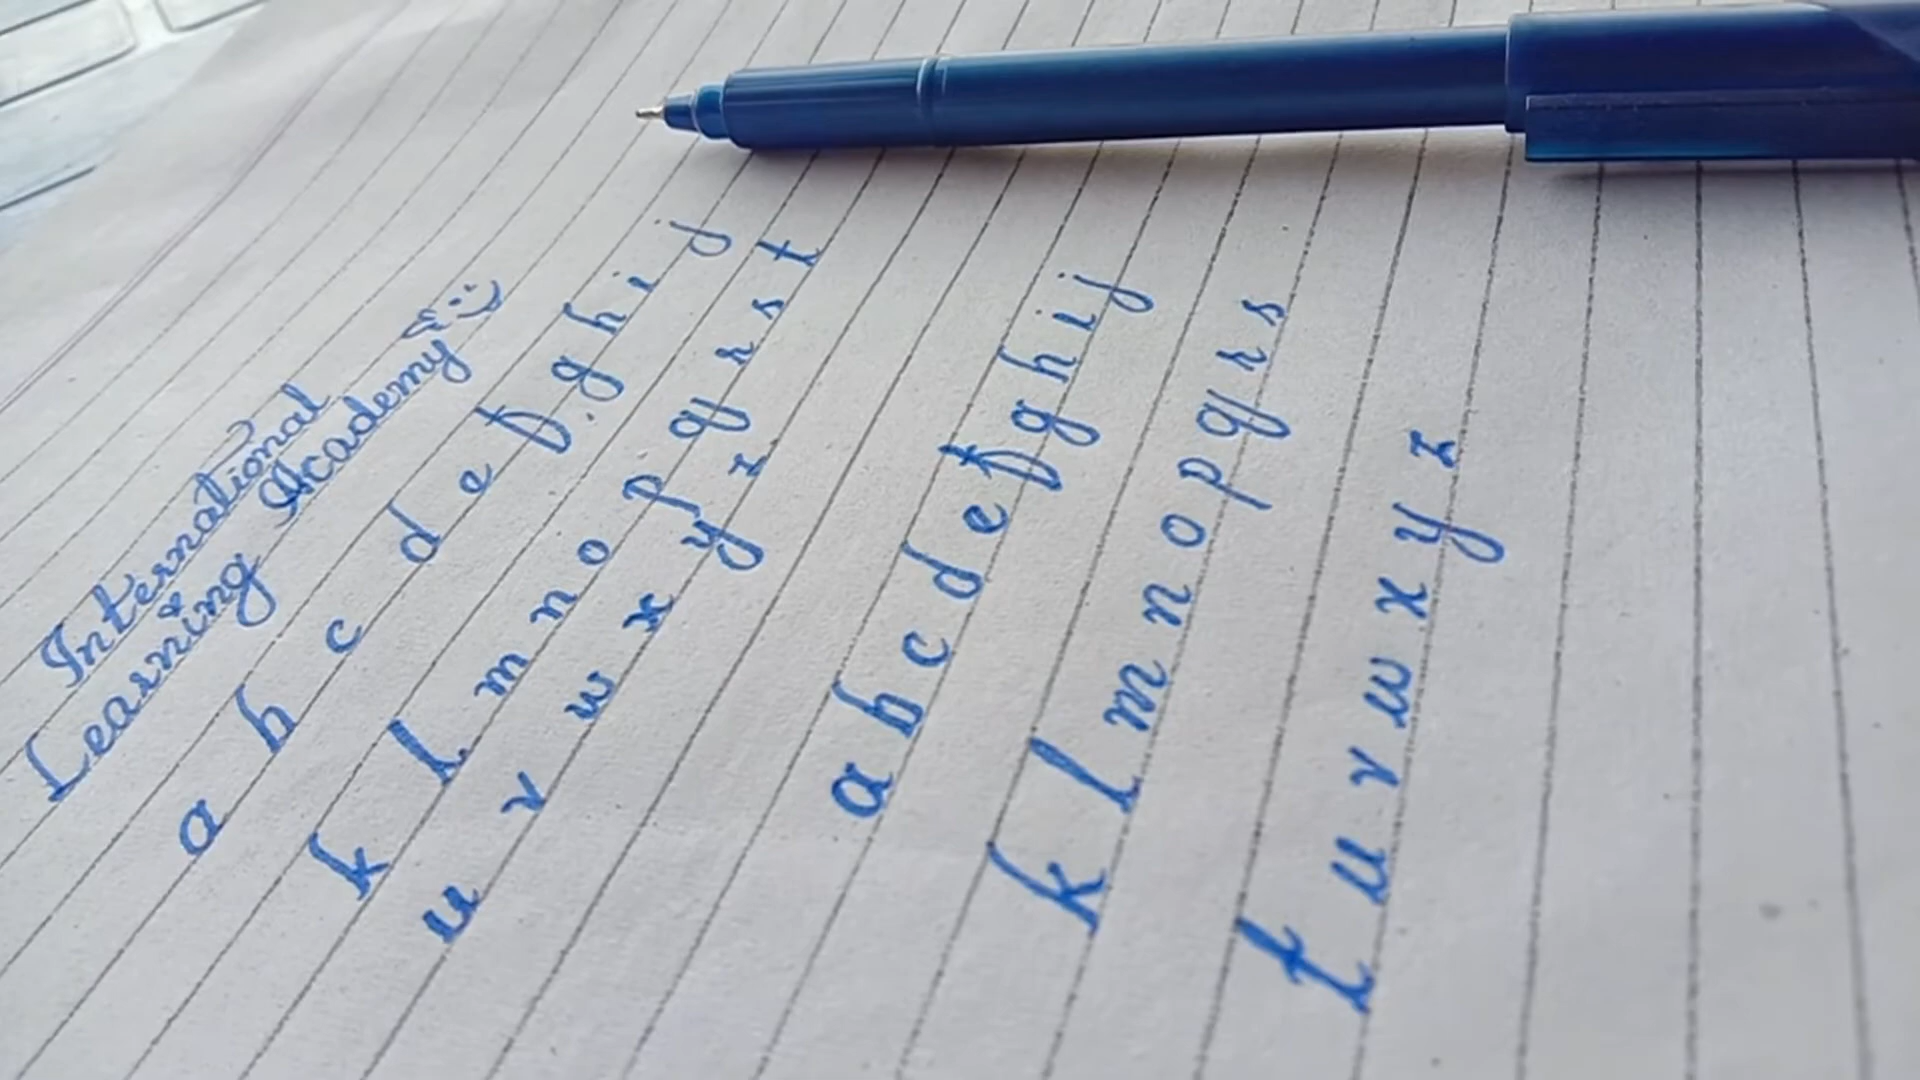 International
Learning Academy
a b c d e f g h i j
k l m n o p q r s t
u v w x y z
a b c d e f g h i j
k l m n o p q r s
t u v w x y z